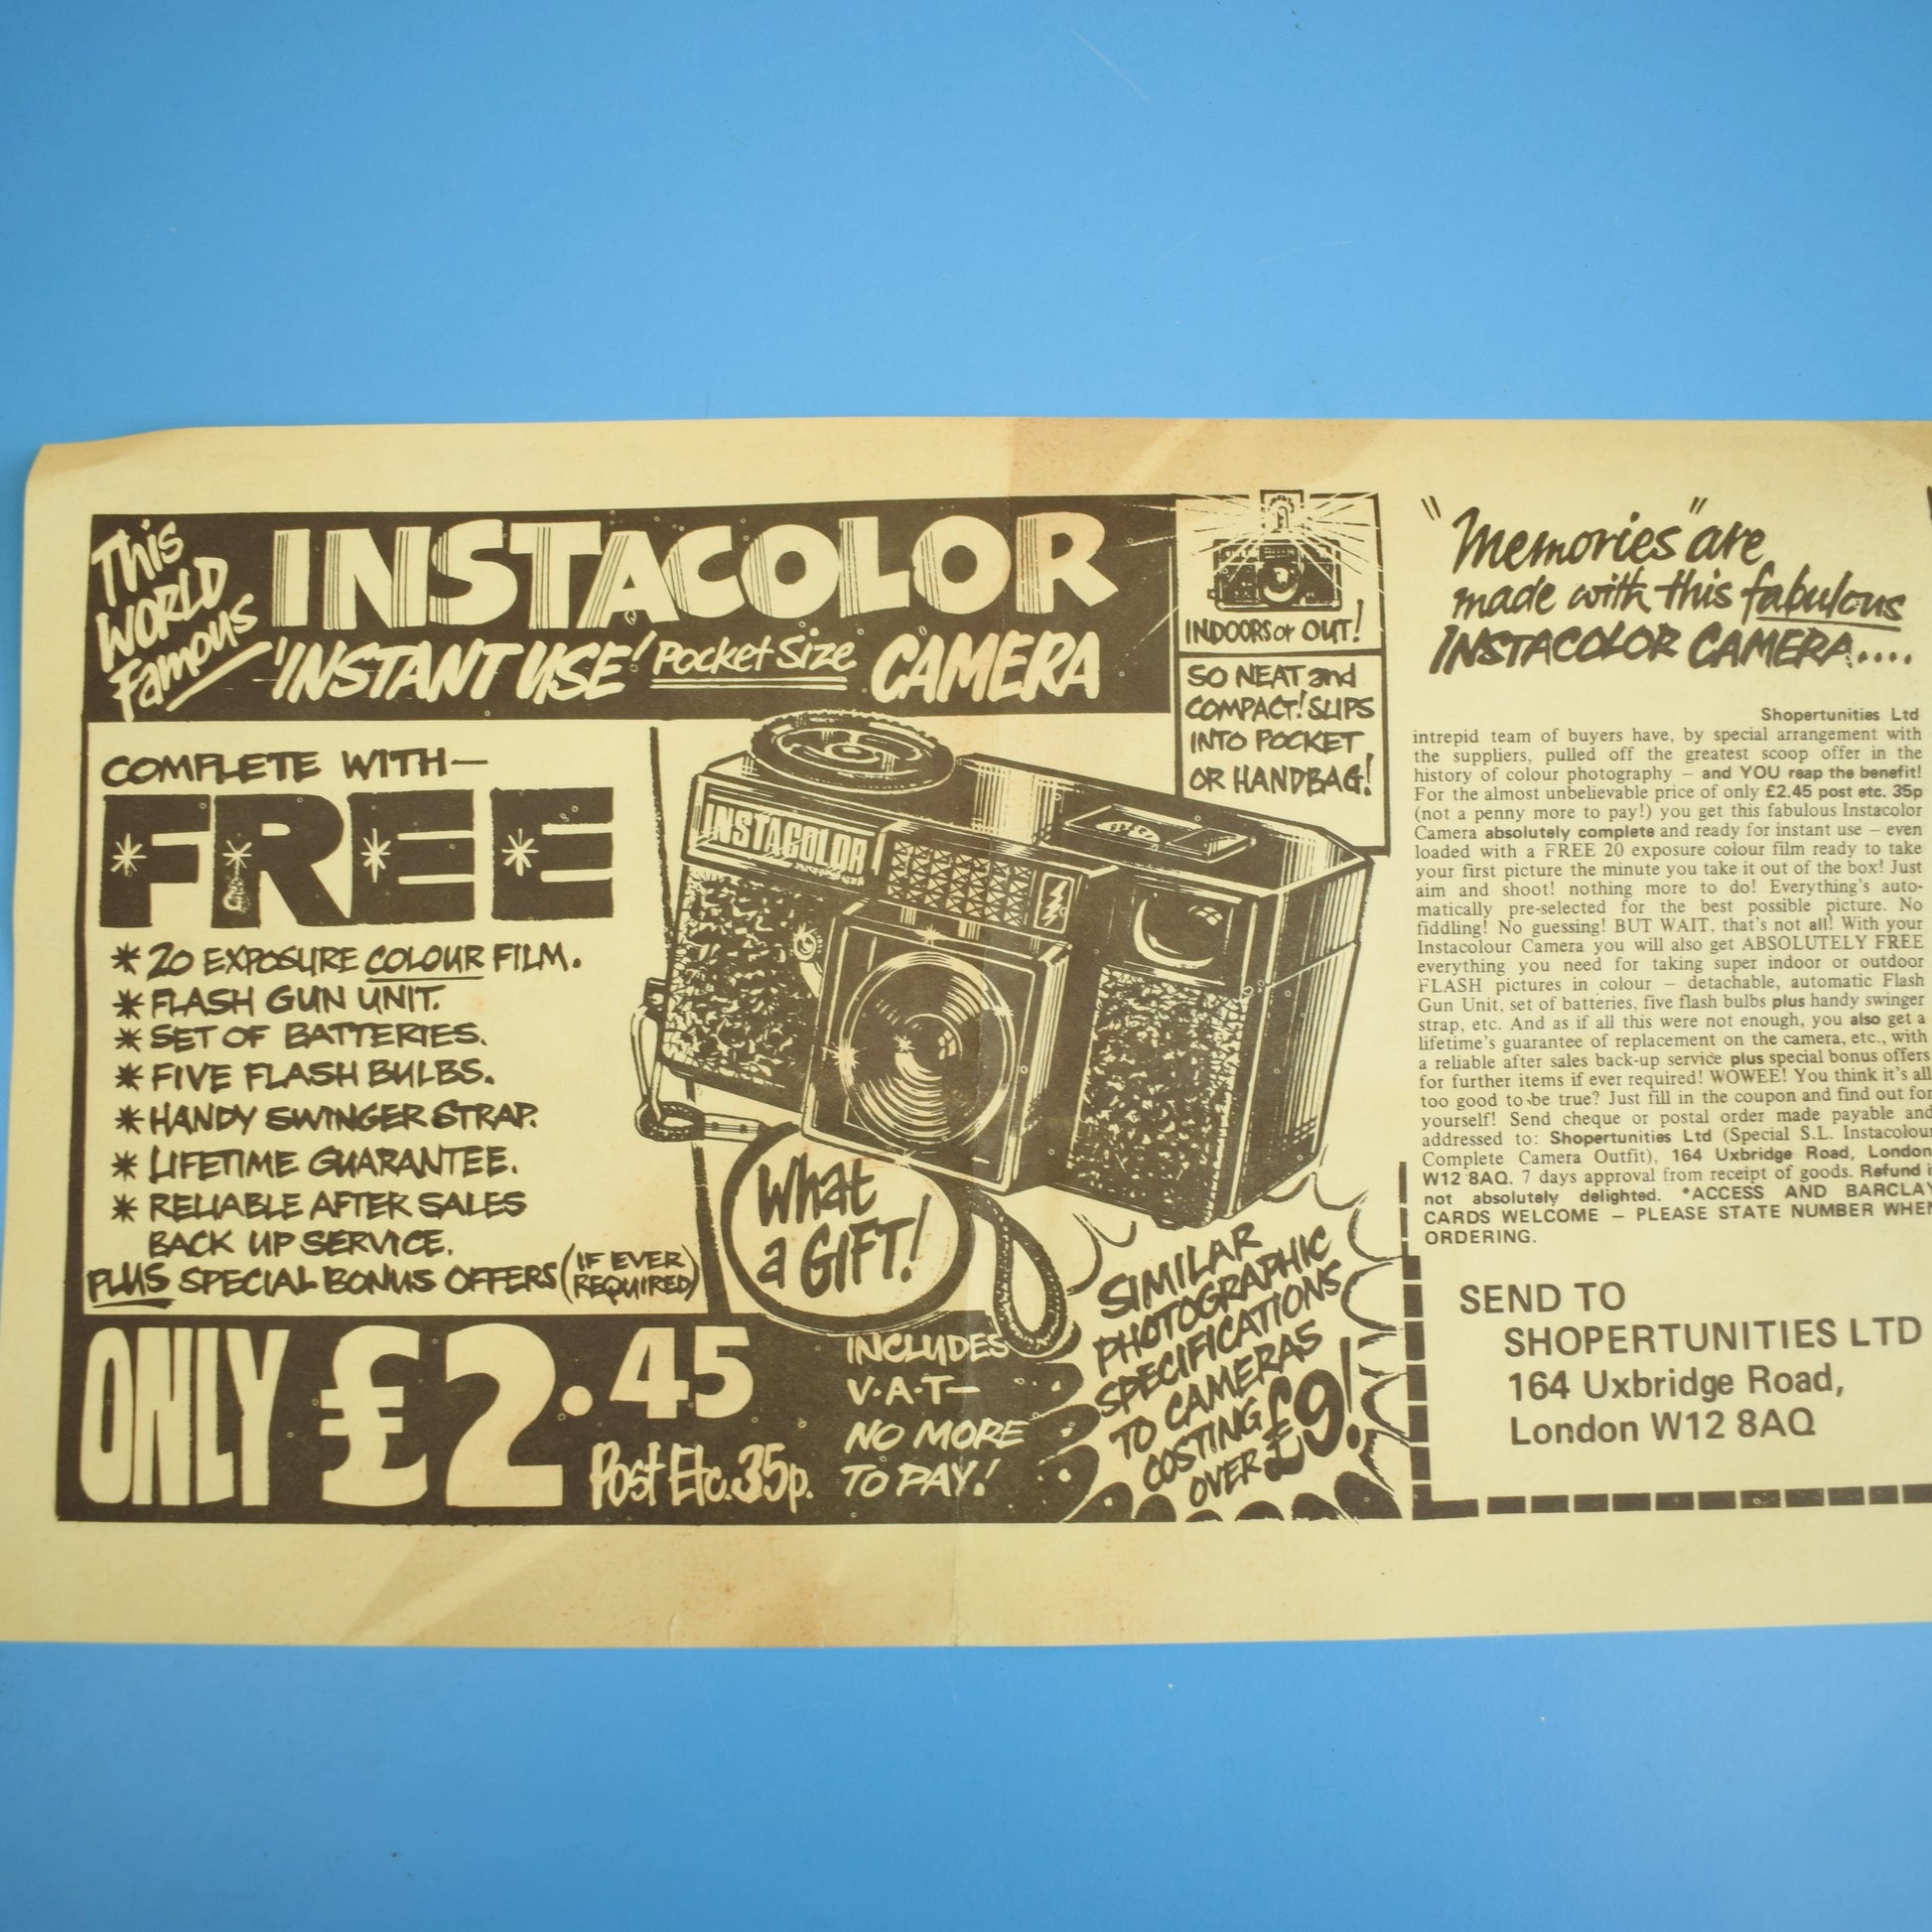 This
WORLD
Famous
INSTACOLOR
'INSTANT USE' Pocket Size CAMERA
INDOORS or OUT!
SO NEAT and
COMPACT! SLIPS
INTO POCKET
OR HANDBAG!
COMPLETE WITH—
FREE
* 20 EXPOSURE COLOUR FILM.
* FLASH GUN UNIT.
* SET OF BATTERIES.
* FIVE FLASH BULBS.
* HANDY SWINGER STRAP.
* LIFETIME GUARANTEE.
* RELIABLE AFTER SALES
BACK UP SERVICE.
PLUS SPECIAL BONUS OFFERS (IF EVER
REQUIRED)
INSTACOLOR
What
a GIFT!
ONLY £2.45
Post Etc. 35p.
INCLUDES
V.A.T—
NO MORE
TO PAY!
SIMILAR
PHOTOGRAPHIC
SPECIFICATIONS
TO CAMERAS
COSTING
OVER £9!
"Memories" are
made with this fabulous
INSTACOLOR CAMERA....
Shopertunities Ltd
intrepid team of buyers have, by special arrangement with
the suppliers, pulled off the greatest scoop offer in the
history of colour photography — and YOU reap the benefit!
For the almost unbelievable price of only £2.45 post etc. 35p
(not a penny more to pay!) you get this fabulous Instacolor
Camera absolutely complete and ready for instant use — even
loaded with a FREE 20 exposure colour film ready to take
your first picture the minute you take it out of the box! Just
aim and shoot! nothing more to do! Everything's auto-
matically pre-selected for the best possible picture. No
fiddling! No guessing! BUT WAIT, that's not all! With your
Instacolour Camera you will also get ABSOLUTELY FREE
everything you need for taking super indoor or outdoor
FLASH pictures in colour — detachable, automatic Flash
Gun Unit, set of batteries, five flash bulbs plus handy swinger
strap, etc. And as if all this were not enough, you also get a
lifetime's guarantee of replacement on the camera, etc., with
a reliable after sales back-up service plus special bonus offers
for further items if ever required! WOWEE! You think it's all
too good to be true? Just fill in the coupon and find out for
yourself! Send cheque or postal order made payable and
addressed to: Shopertunities Ltd (Special S.L. Instacolour
Complete Camera Outfit), 164 Uxbridge Road, London
W12 8AQ. 7 days approval from receipt of goods. Refund
not absolutely delighted. *ACCESS AND BARCLAY
CARDS WELCOME — PLEASE STATE NUMBER WHEN
ORDERING.
SEND TO
SHOPERTUNITIES LTD
164 Uxbridge Road,
London W12 8AQ